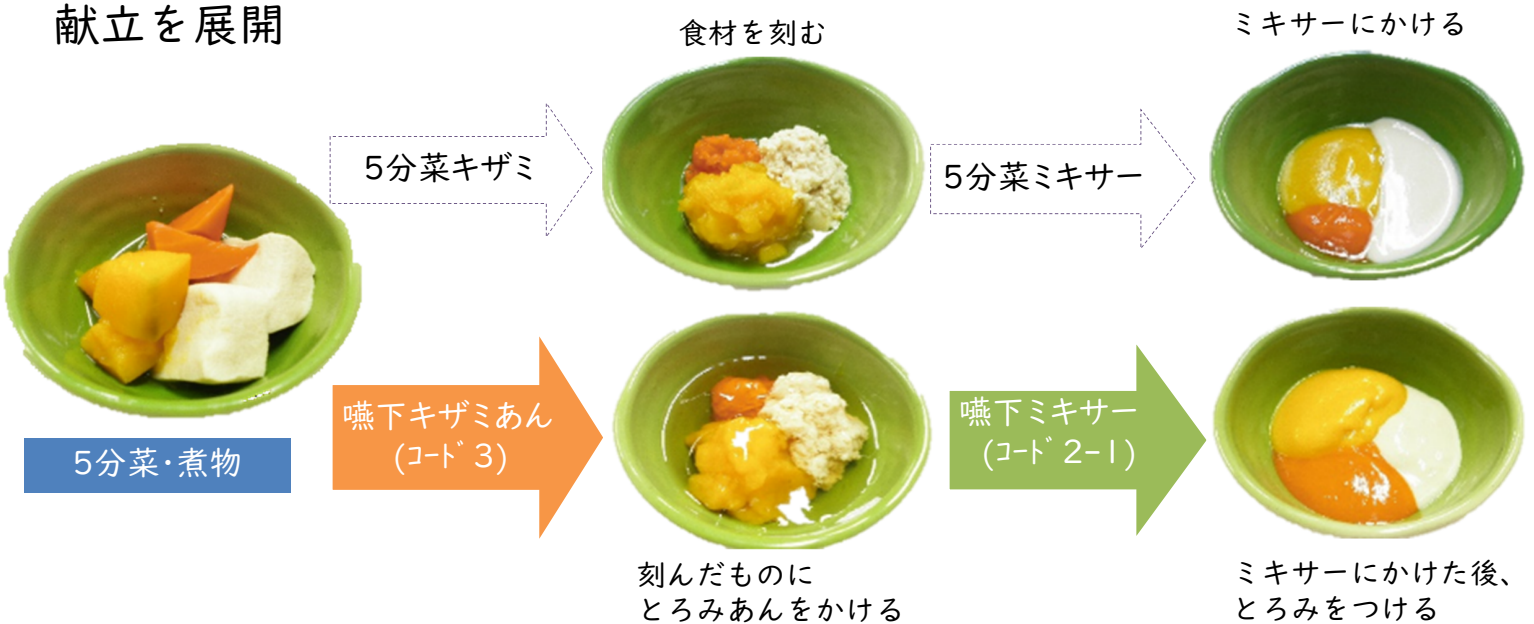 献立を展開
食材を刻む
ミキサーにかける
5分菜キザミ
5分菜ミキサー
5分菜・煮物
嚥下キザミあん
(ｺｰﾄﾞ 3)
嚥下ミキサー
(ｺｰﾄﾞ 2-1)
刻んだものに
とろみあんをかける
ミキサーにかけた後、
とろみをつける